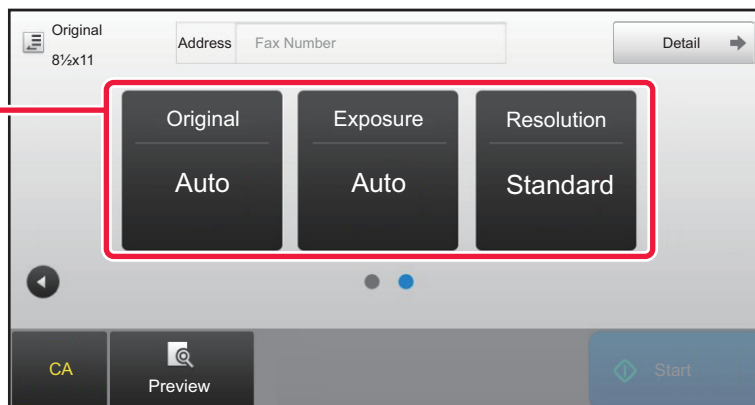 Original
8½x11
Address Fax Number
Detail
Original Exposure Resolution
Auto Auto Standard
CA
Preview
Start